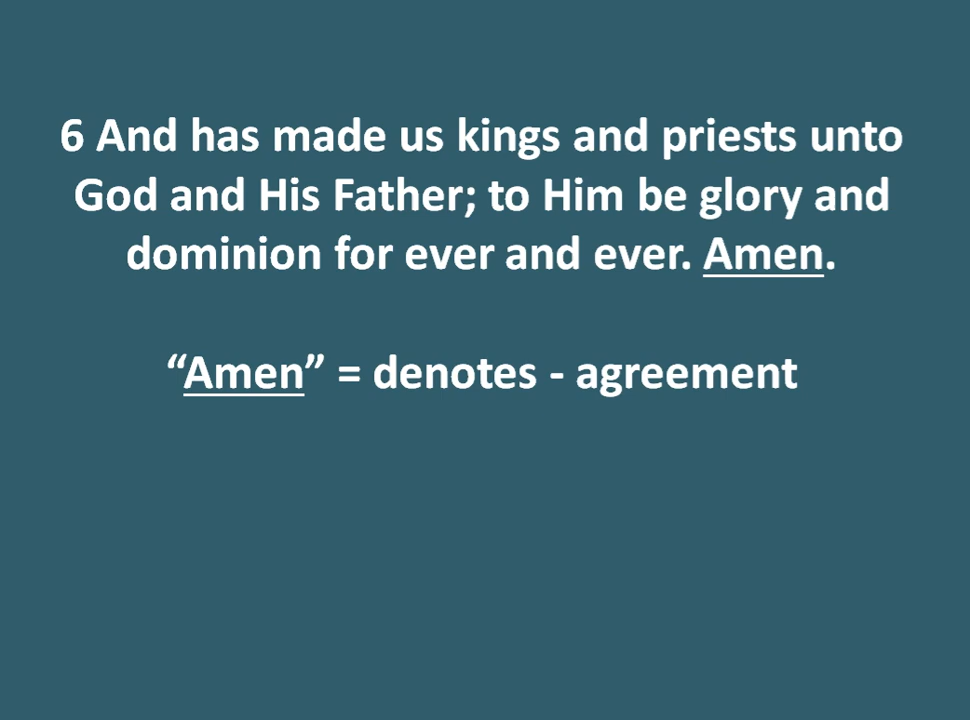 6 And has made us kings and priests unto
God and His Father; to Him be glory and
dominion for ever and ever. Amen.
“Amen” = denotes - agreement